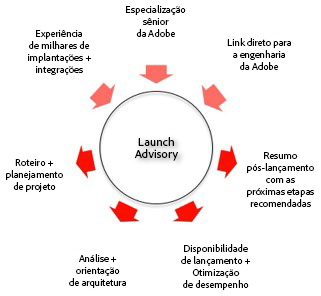 Especialização
sênior
da Adobe
Experiência
de milhares de
implantações +
integrações
Link direto para
a engenharia
da Adobe
Launch
Advisory
Roteiro +
planejamento
de projeto
Resumo
pós-lançamento
com as
próximas etapas
recomendadas
Análise +
orientação
de arquitetura
Disponibilidade
de lançamento +
Otimização
de desempenho